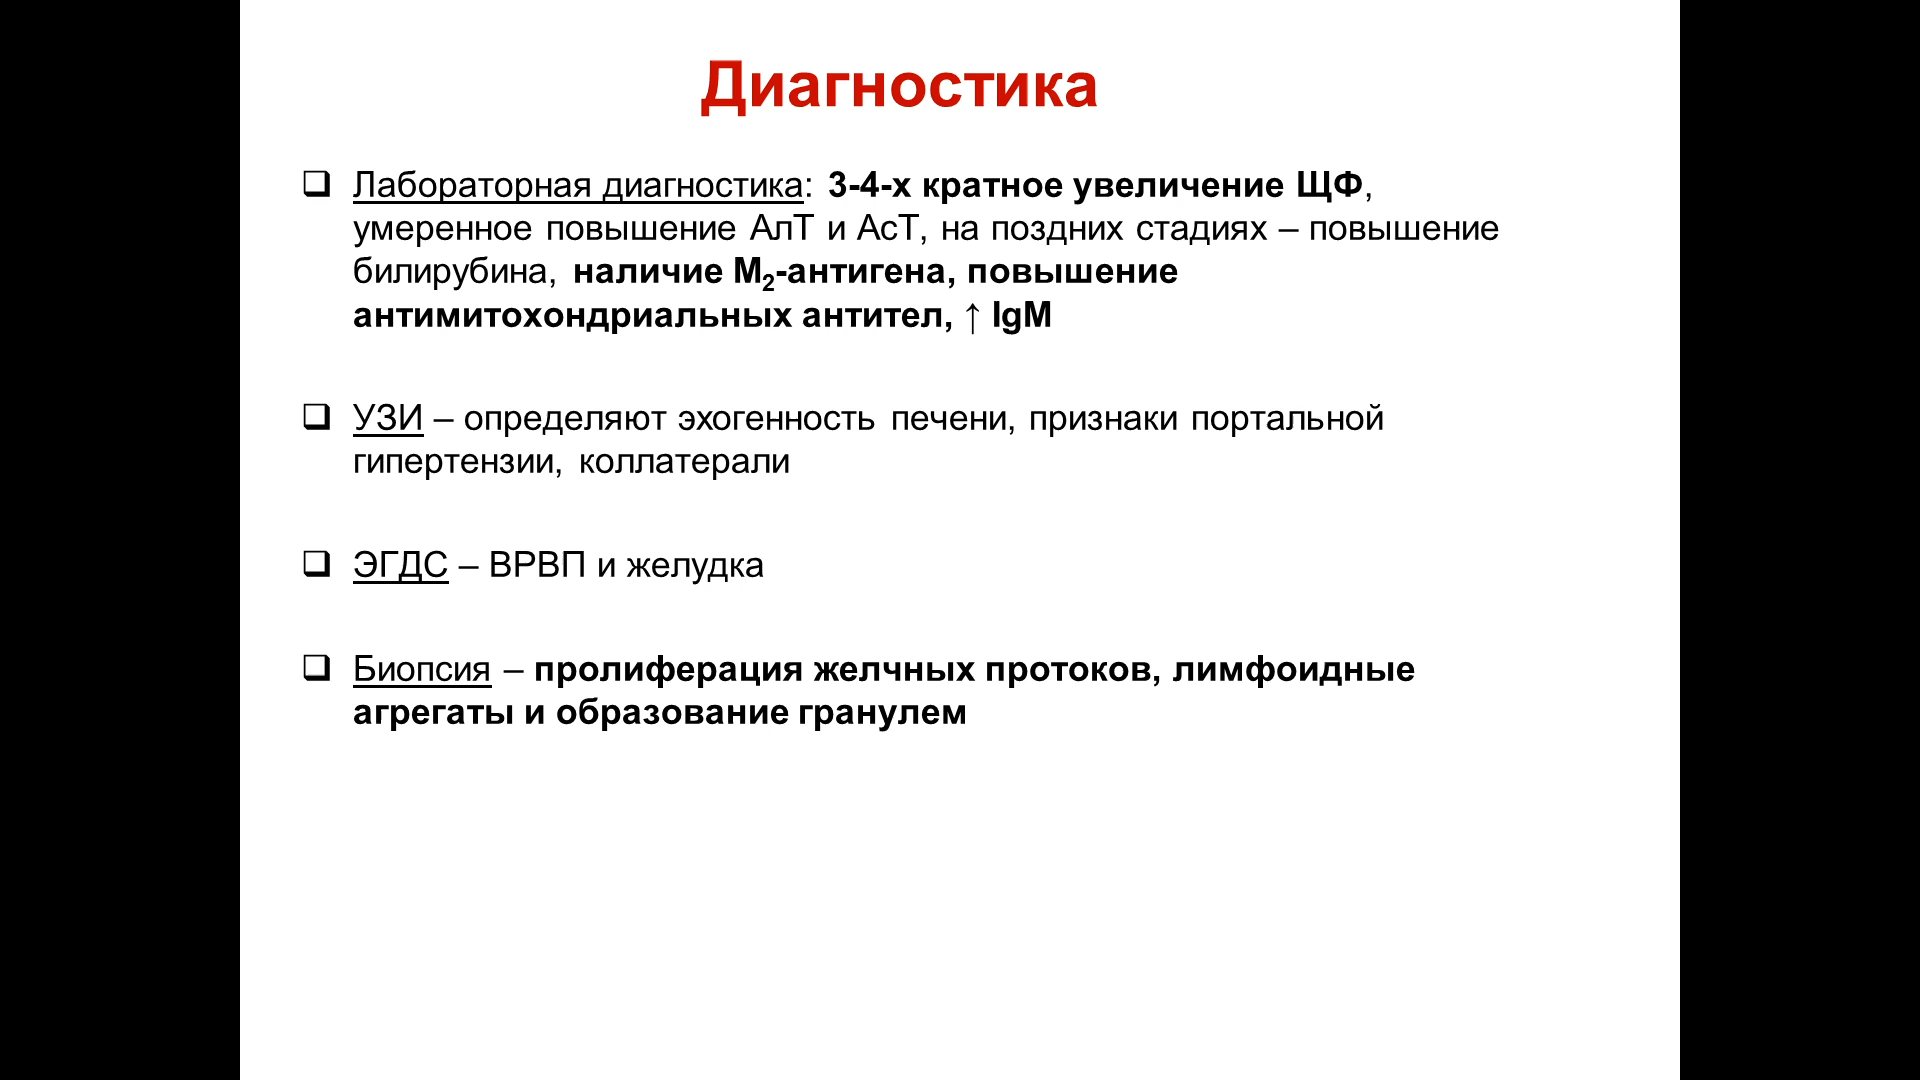 Диагностика
❑ Лабораторная диагностика: 3-4-х кратное увеличение ЩФ,
умеренное повышение АлТ и АсТ, на поздних стадиях – повышение
билирубина, наличие М₂-антигена, повышение
антимитохондриальных антител, ↑ IgM
❑ УЗИ – определяют эхогенность печени, признаки портальной
гипертензии, коллатерали
❑ ЭГДС – ВРВП и желудка
❑ Биопсия – пролиферация желчных протоков, лимфоидные
агрегаты и образование гранулем